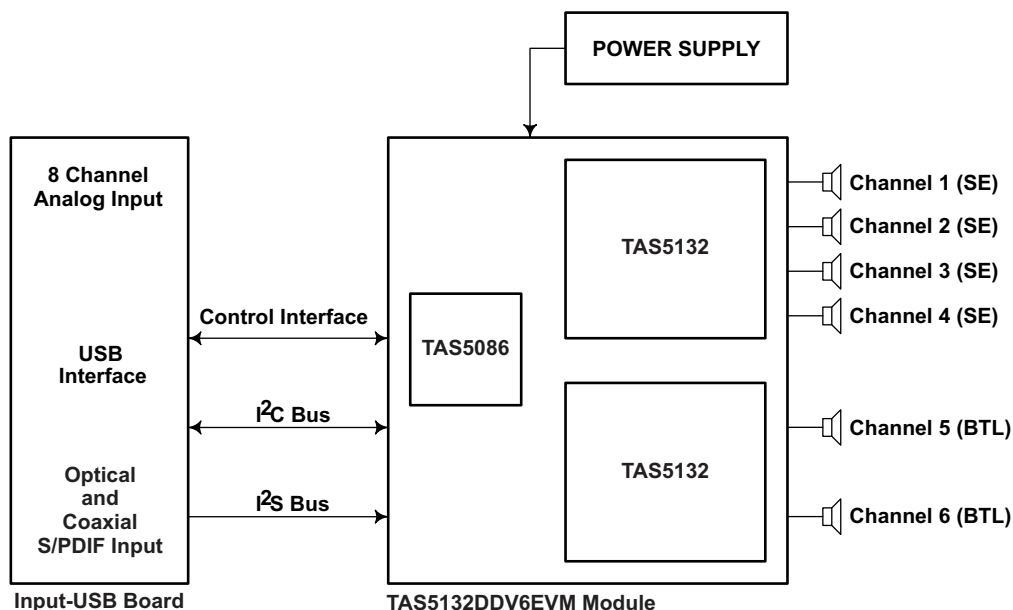 POWER SUPPLY
8 Channel
Analog Input
USB
Interface
Optical
and
Coaxial
S/PDIF Input
Input-USB Board
Control Interface
I²C Bus
I²S Bus
TAS5086
TAS5132
TAS5132
TAS5132DDV6EVM Module
Channel 1 (SE)
Channel 2 (SE)
Channel 3 (SE)
Channel 4 (SE)
Channel 5 (BTL)
Channel 6 (BTL)